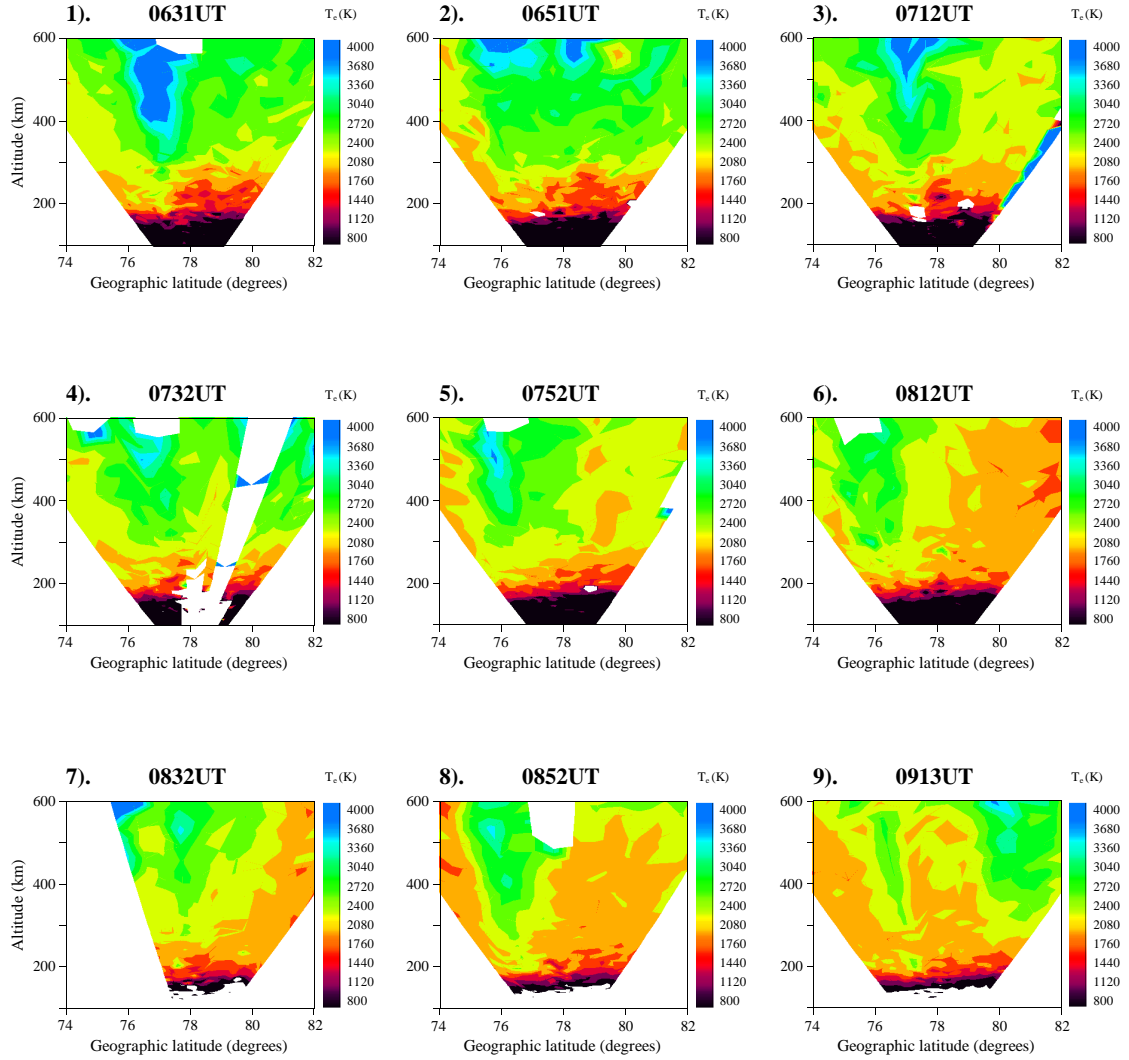 1). 0631UT Te (K)
2). 0651UT Te (K)
3). 0712UT Te (K)
600 4000 4000 4000
3680 3680 3680
3360 3360 3360
3040 3040 3040
400 2720 400 2720 400 2720
2400 2400 2400
2080 2080 2080
1760 1760 1760
200 1440 200 1440 200 1440
1120 1120 1120
800 800 800
Altitude (km)
74 76 78 80 82
74 76 78 80 82
74 76 78 80 82
Geographic latitude (degrees)
Geographic latitude (degrees)
Geographic latitude (degrees)
4). 0732UT Te (K)
5). 0752UT Te (K)
6). 0812UT Te (K)
600 4000 600 4000 600 4000
3680 3680 3680
3360 3360 3360
3040 3040 3040
400 2720 400 2720 400 2720
2400 2400 2400
2080 2080 2080
1760 1760 1760
200 1440 200 1440 200 1440
1120 1120 1120
800 800 800
Altitude (km)
74 76 78 80 82
74 76 78 80 82
74 76 78 80 82
Geographic latitude (degrees)
Geographic latitude (degrees)
Geographic latitude (degrees)
7). 0832UT Te (K)
8). 0852UT Te (K)
9). 0913UT Te (K)
600 4000 600 4000 600 4000
3680 3680 3680
3360 3360 3360
3040 3040 3040
400 2720 400 2720 400 2720
2400 2400 2400
2080 2080 2080
1760 1760 1760
200 1440 200 1440 200 1440
1120 1120 1120
800 800 800
Altitude (km)
74 76 78 80 82
74 76 78 80 82
74 76 78 80 82
Geographic latitude (degrees)
Geographic latitude (degrees)
Geographic latitude (degrees)